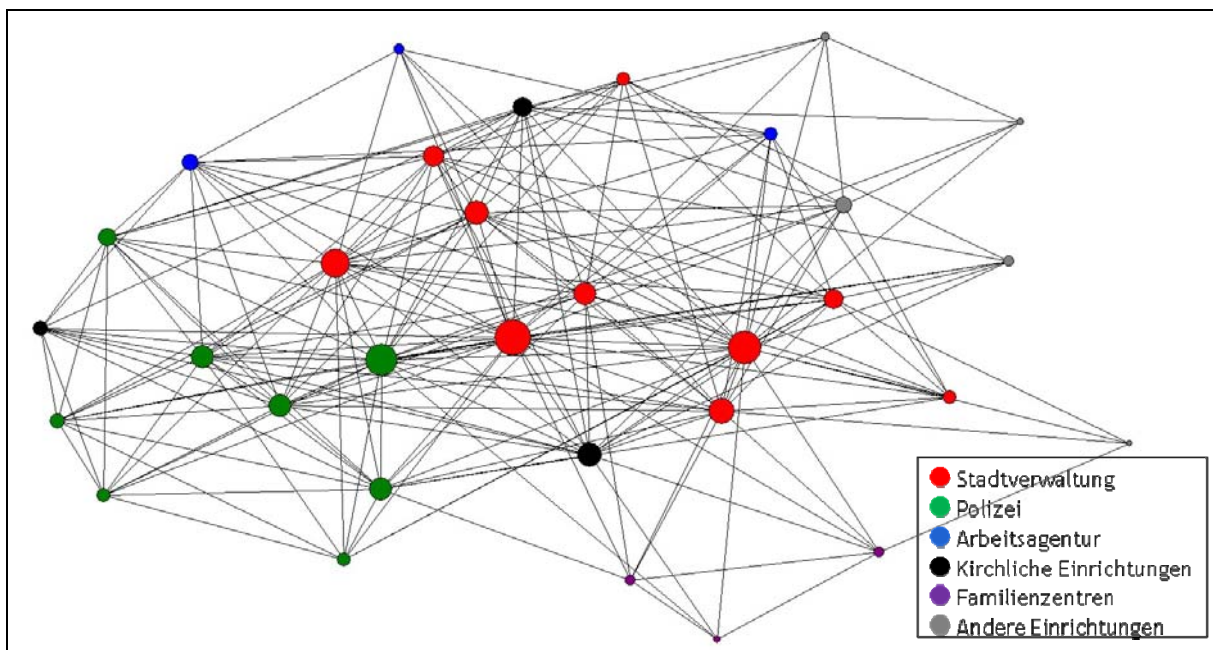 Stadtverwaltung
Polizei
Arbeitsagentur
Kirchliche Einrichtungen
Familienzentren
Andere Einrichtungen